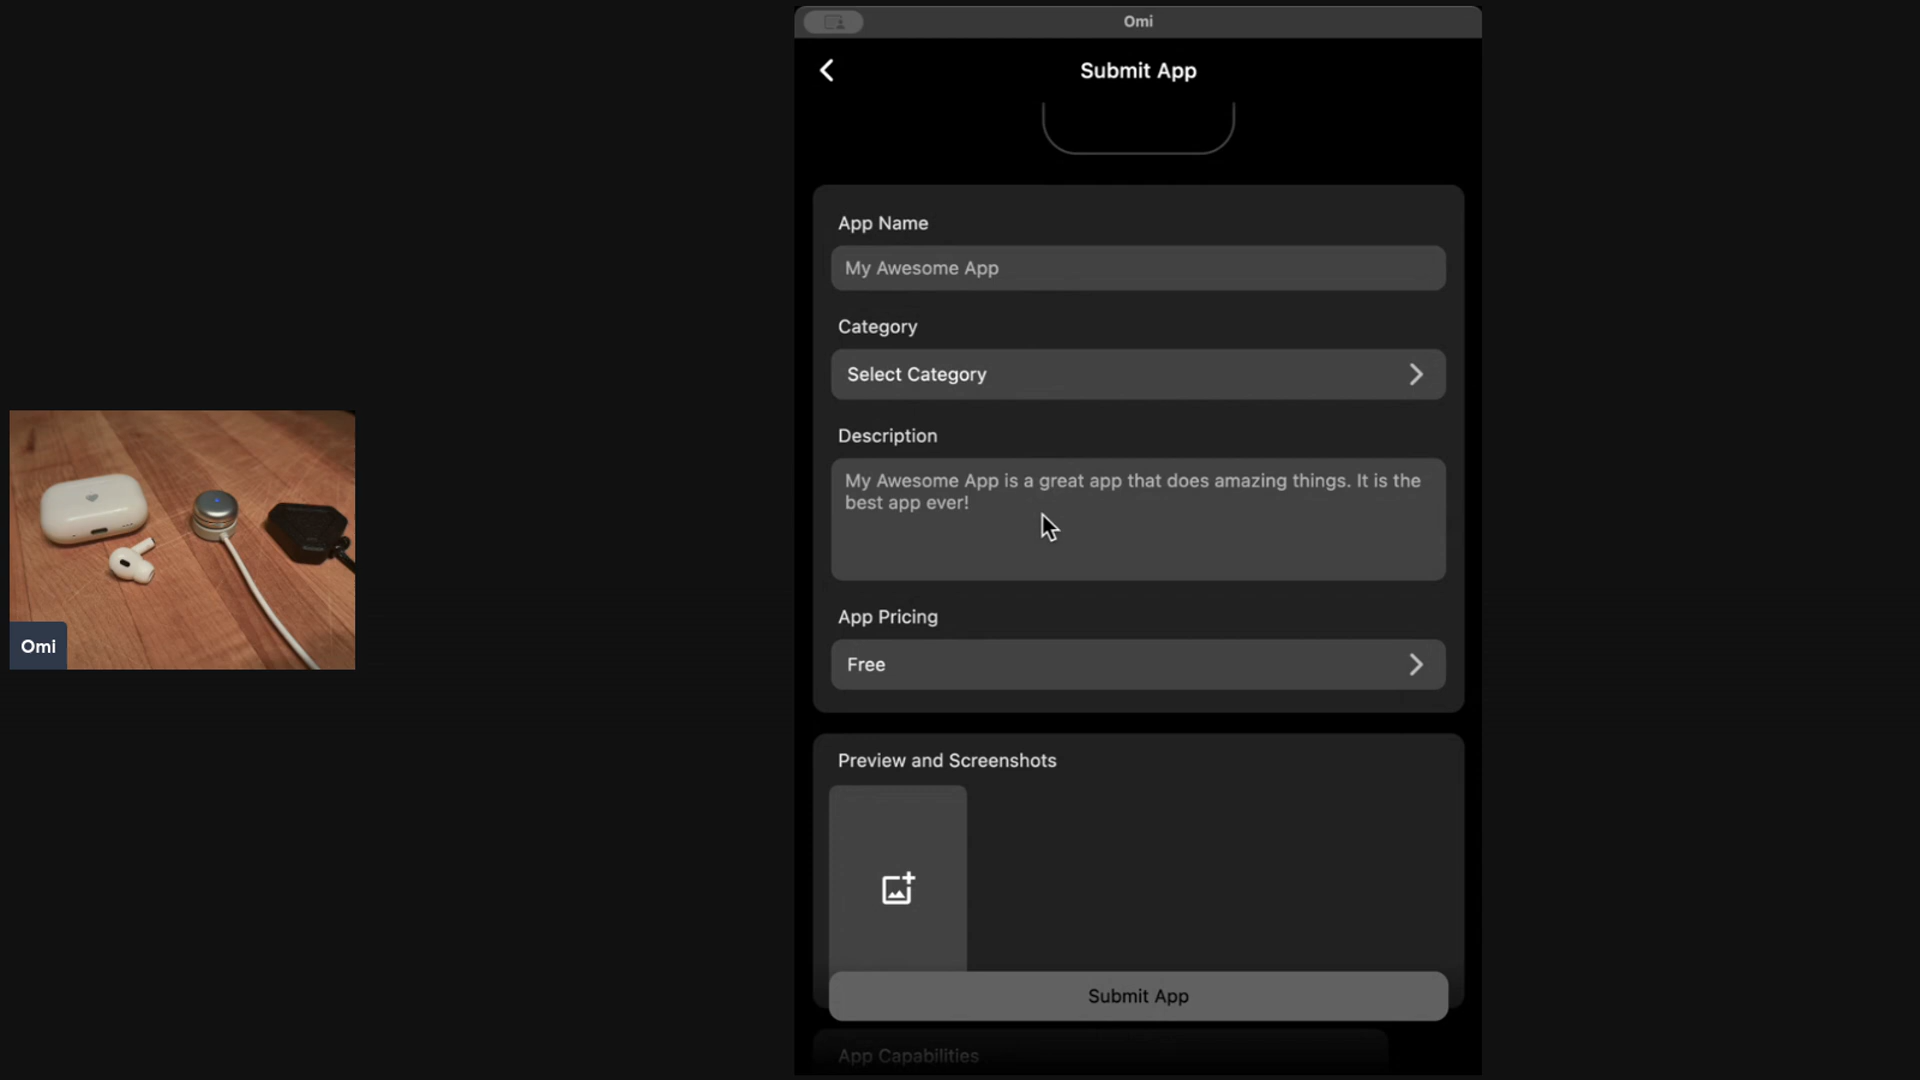 Omi
Submit App
App Name
My Awesome App
Category
Select Category
Description
My Awesome App is a great app that does amazing things. It is the
best app ever!
App Pricing
Free
Preview and Screenshots
Submit App
App Capabilities
Omi